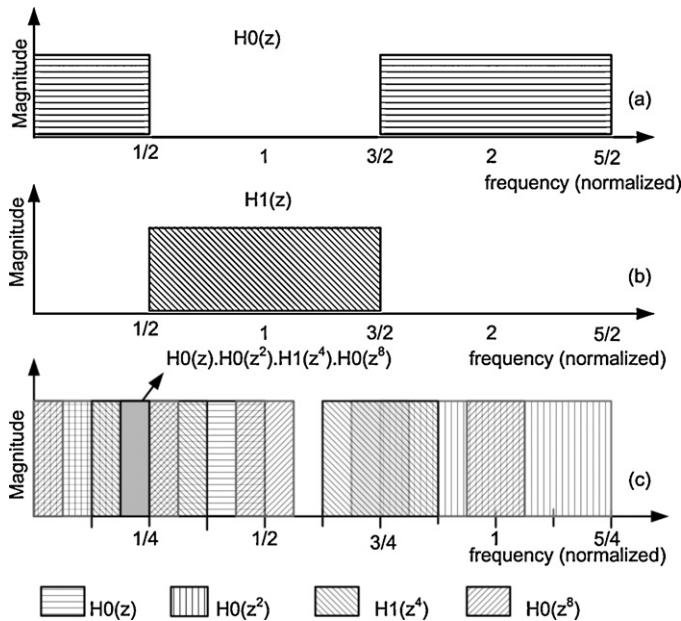 H0(z)
Magnitude
(a)
1/2 1 3/2 2 5/2
frequency (normalized)
H1(z)
Magnitude
(b)
1/2 1 3/2 2 5/2
H0(z).H0(z²).H1(z⁴).H0(z⁸)
frequency (normalized)
Magnitude
(c)
1/4 1/2 3/4 1 5/4
frequency (normalized)
H0(z) H0(z²) H1(z⁴) H0(z⁸)